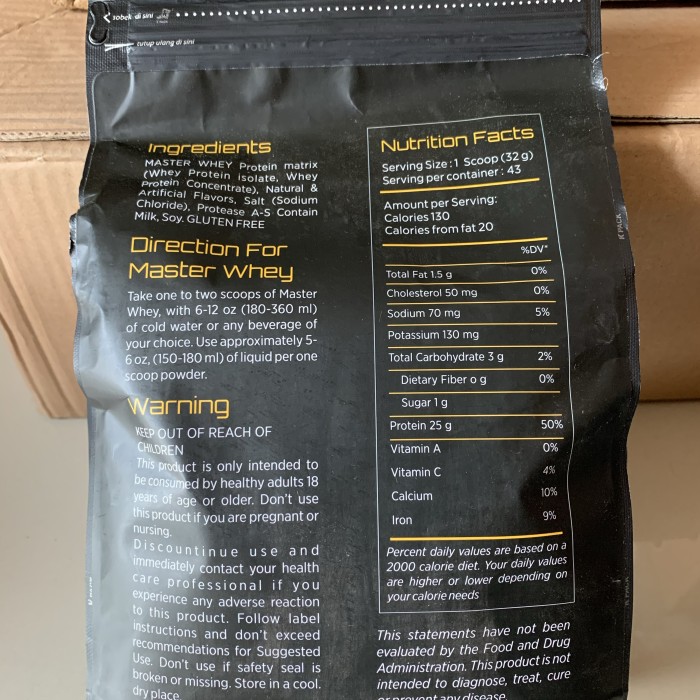 sobek di sini
tutup ulang di sini
Ingredients
MASTER WHEY Protein matrix
(Whey Protein isolate, Whey
Protein Concentrate), Natural &
Artificial Flavors, Salt (Sodium
Chloride), Protease A-S Contain
Milk, Soy. GLUTEN FREE
Direction For
Master Whey
Take one to two scoops of Master
Whey, with 6-12 oz (180-360 ml)
of cold water or any beverage of
your choice. Use approximately 5-
6 oz, (150-180 ml) of liquid per one
scoop powder.
Warning
KEEP OUT OF REACH OF
CHILDREN
This product is only intended to
be consumed by healthy adults 18
years of age or older. Don't use
this product if you are pregnant or
nursing.
Discountinue use and
immediately contact your health
care professional if you
experience any adverse reaction
to this product. Follow label
instructions and don't exceed
recommendations for Suggested
Use. Don't use if safety seal is
broken or missing. Store in a cool.
dry place
Nutrition Facts
Serving Size : 1 Scoop (32 g)
Serving per container : 43
Amount per Serving:
Calories 130
Calories from fat 20
%DV*
Total Fat 1.5 g 0%
Cholesterol 50 mg 0%
Sodium 70 mg 5%
Potassium 130 mg
Total Carbohydrate 3 g 2%
Dietary Fiber o g 0%
Sugar 1 g
Protein 25 g 50%
Vitamin A 0%
Vitamin C 4%
Calcium 10%
Iron 9%
Percent daily values are based on a
2000 calorie diet. Your daily values
are higher or lower depending on
your calorie needs
This statements have not been
evaluated by the Food and Drug
Administration. This product is not
intended to diagnose, treat, cure
or prevent any disease